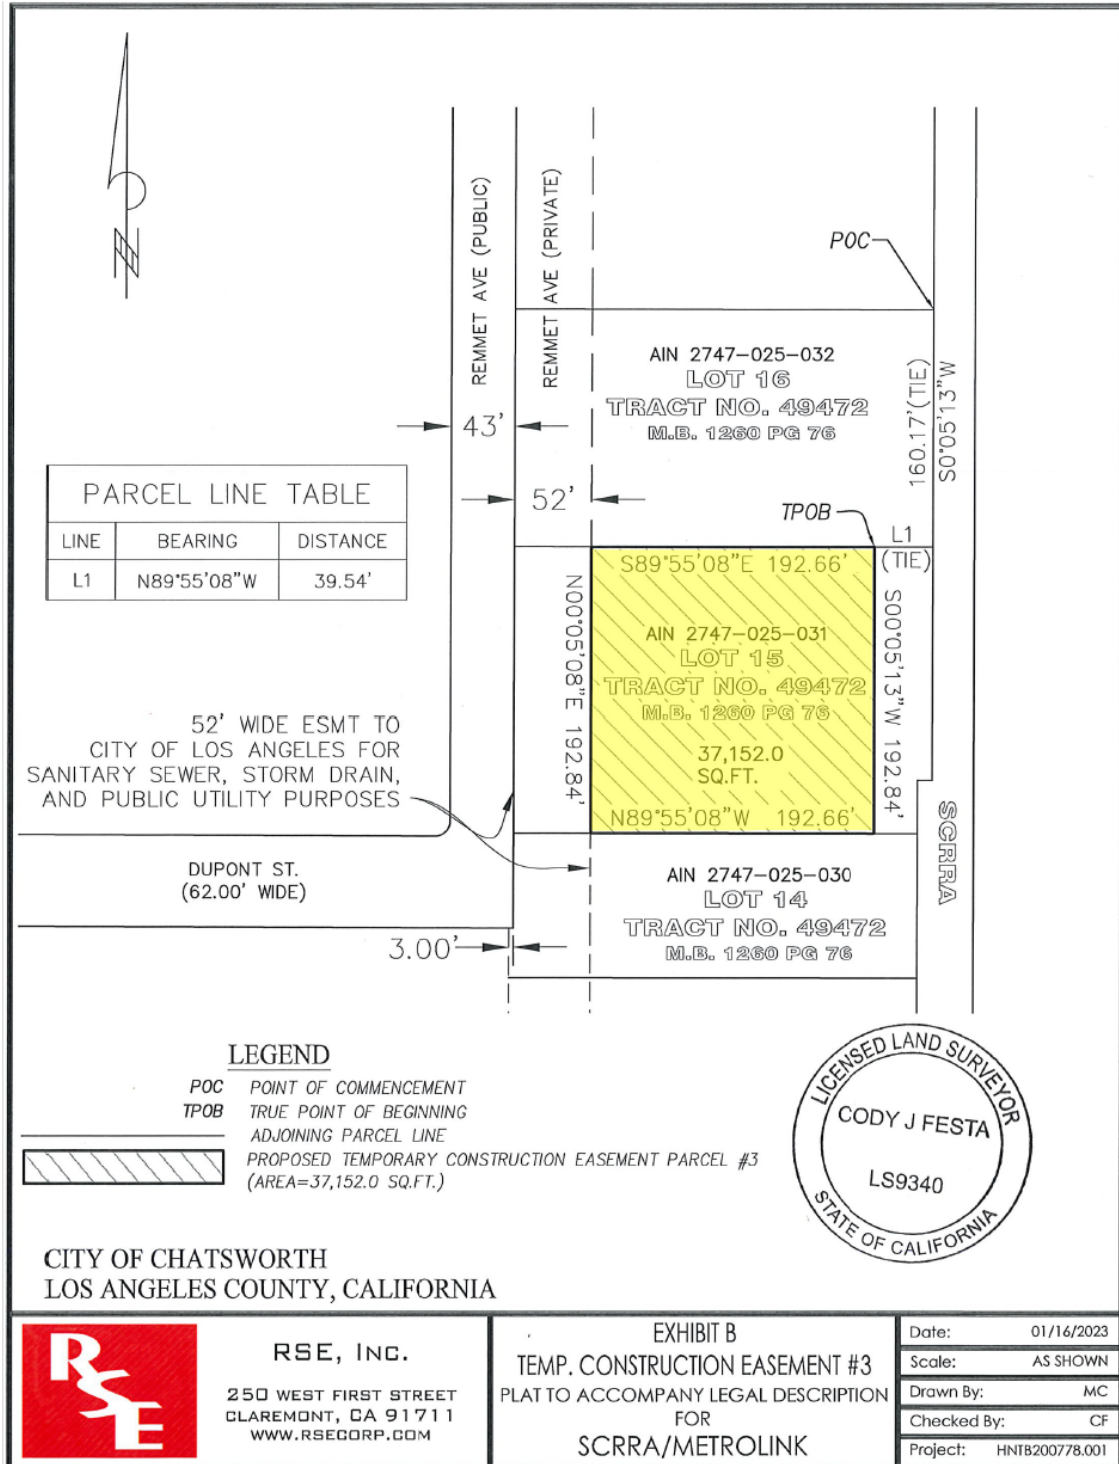 N
REMMET AVE (PUBLIC)
REMMET AVE (PRIVATE)
POC
AIN 2747-025-032
LOT 16
TRACT NO. 49472
M.B. 1260 PG 76
160.17'(TIE)
S0°05'13"W
43'
52'
TPOB
L1
(TIE)
PARCEL LINE TABLE
LINE BEARING DISTANCE
L1 N89°55'08"W 39.54'
S89°55'08"E 192.66'
N00°05'08"E 192.84'
AIN 2747-025-031
LOT 15
TRACT NO. 49472
M.B. 1260 PG 76
37,152.0
SQ.FT.
N89°55'08"W 192.66'
S00°05'13"W 192.84'
52' WIDE ESMT TO
CITY OF LOS ANGELES FOR
SANITARY SEWER, STORM DRAIN,
AND PUBLIC UTILITY PURPOSES
SCRRA
DUPONT ST.
(62.00' WIDE)
AIN 2747-025-030
LOT 14
TRACT NO. 49472
M.B. 1260 PG 76
3.00'
LEGEND
POC POINT OF COMMENCEMENT
TPOB TRUE POINT OF BEGINNING
ADJOINING PARCEL LINE
PROPOSED TEMPORARY CONSTRUCTION EASEMENT PARCEL #3
(AREA=37,152.0 SQ.FT.)
LICENSED LAND SURVEYOR
CODY J FESTA
LS9340
STATE OF CALIFORNIA
CITY OF CHATSWORTH
LOS ANGELES COUNTY, CALIFORNIA
RSE
RSE, INC.
250 WEST FIRST STREET
CLAREMONT, CA 91711
WWW.RSECORP.COM
EXHIBIT B
TEMP. CONSTRUCTION EASEMENT #3
PLAT TO ACCOMPANY LEGAL DESCRIPTION
FOR
SCRRA/METROLINK
Date: 01/16/2023
Scale: AS SHOWN
Drawn By: MC
Checked By: CF
Project: HNTB200778.001